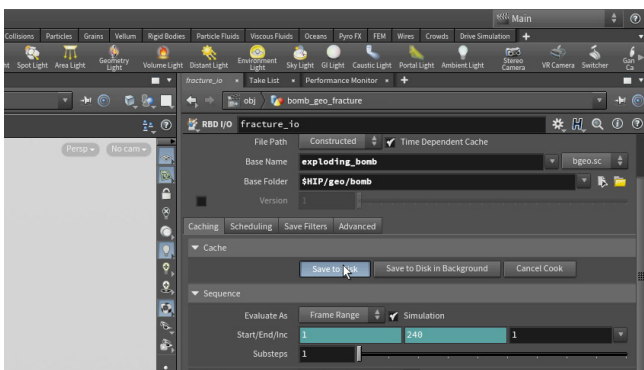 Main
Collisions Particles Grains Vellum Rigid Bodies Particle Fluids Viscous Fluids Oceans Pyro FX FEM Wires Crowds Drive Simulation +
Spot Light Area Light Geometry Light Volume Light Distant Light Environment Light Sky Light GI Light Caustic Light Portal Light Ambient Light Stereo Camera VR Camera Switcher
fracture_io Take List Performance Monitor +
obj bomb_geo_fracture
RBD I/O fracture_io
Persp No cam
File Path Constructed Time Dependent Cache
Base Name exploding_bomb bgeo.sc
Base Folder $HIP/geo/bomb
Version 1
Caching Scheduling Save Filters Advanced
Cache
Save to Disk Save to Disk in Background Cancel Cook
Sequence
Evaluate As Frame Range Simulation
Start/End/Inc 1 240 1
Substeps 1